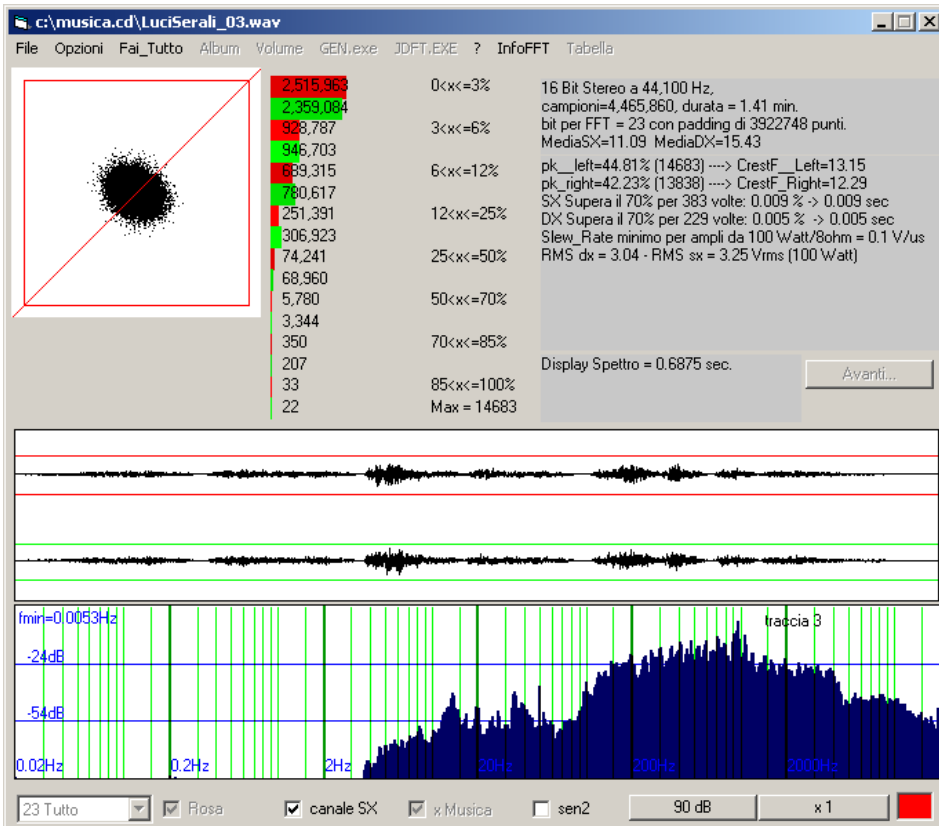 c:\musica.cd\LuciSerali_03.wav
File Opzioni Fai_Tutto Album Volume GEN.exe JDFT.EXE ? InfoFFT Tabella
2,515,963 0<x<=3%
2,359,084
928,787 3<x<=6%
946,703
689,315 6<x<=12%
780,617
251,391 12<x<=25%
306,923
74,241 25<x<=50%
68,960
5,780 50<x<=70%
3,344
350 70<x<=85%
207
33 85<x<=100%
22 Max = 14683
16 Bit Stereo a 44,100 Hz,
campioni=4,465,860, durata = 1.41 min.
bit per FFT = 23 con padding di 3922748 punti.
MediaSX=11.09 MediaDX=15.43
pk__left=44.81% (14683) ----> CrestF__Left=13.15
pk_right=42.23% (13838) ----> CrestF_Right=12.29
SX Supera il 70% per 383 volte: 0.009 % -> 0.009 sec
DX Supera il 70% per 229 volte: 0.005 % -> 0.005 sec
Slew_Rate minimo per ampli da 100 Watt/8ohm = 0.1 V/us
RMS dx = 3.04 - RMS sx = 3.25 Vrms (100 Watt)
Display Spettro = 0.6875 sec.
Avanti...
fmin=0.0053Hz traccia 3
-24dB
-54dB
0.02Hz 0.2Hz 2Hz 20Hz 200Hz 2000Hz
23 Tutto Rosa canale SX x Musica sen2 90 dB x 1